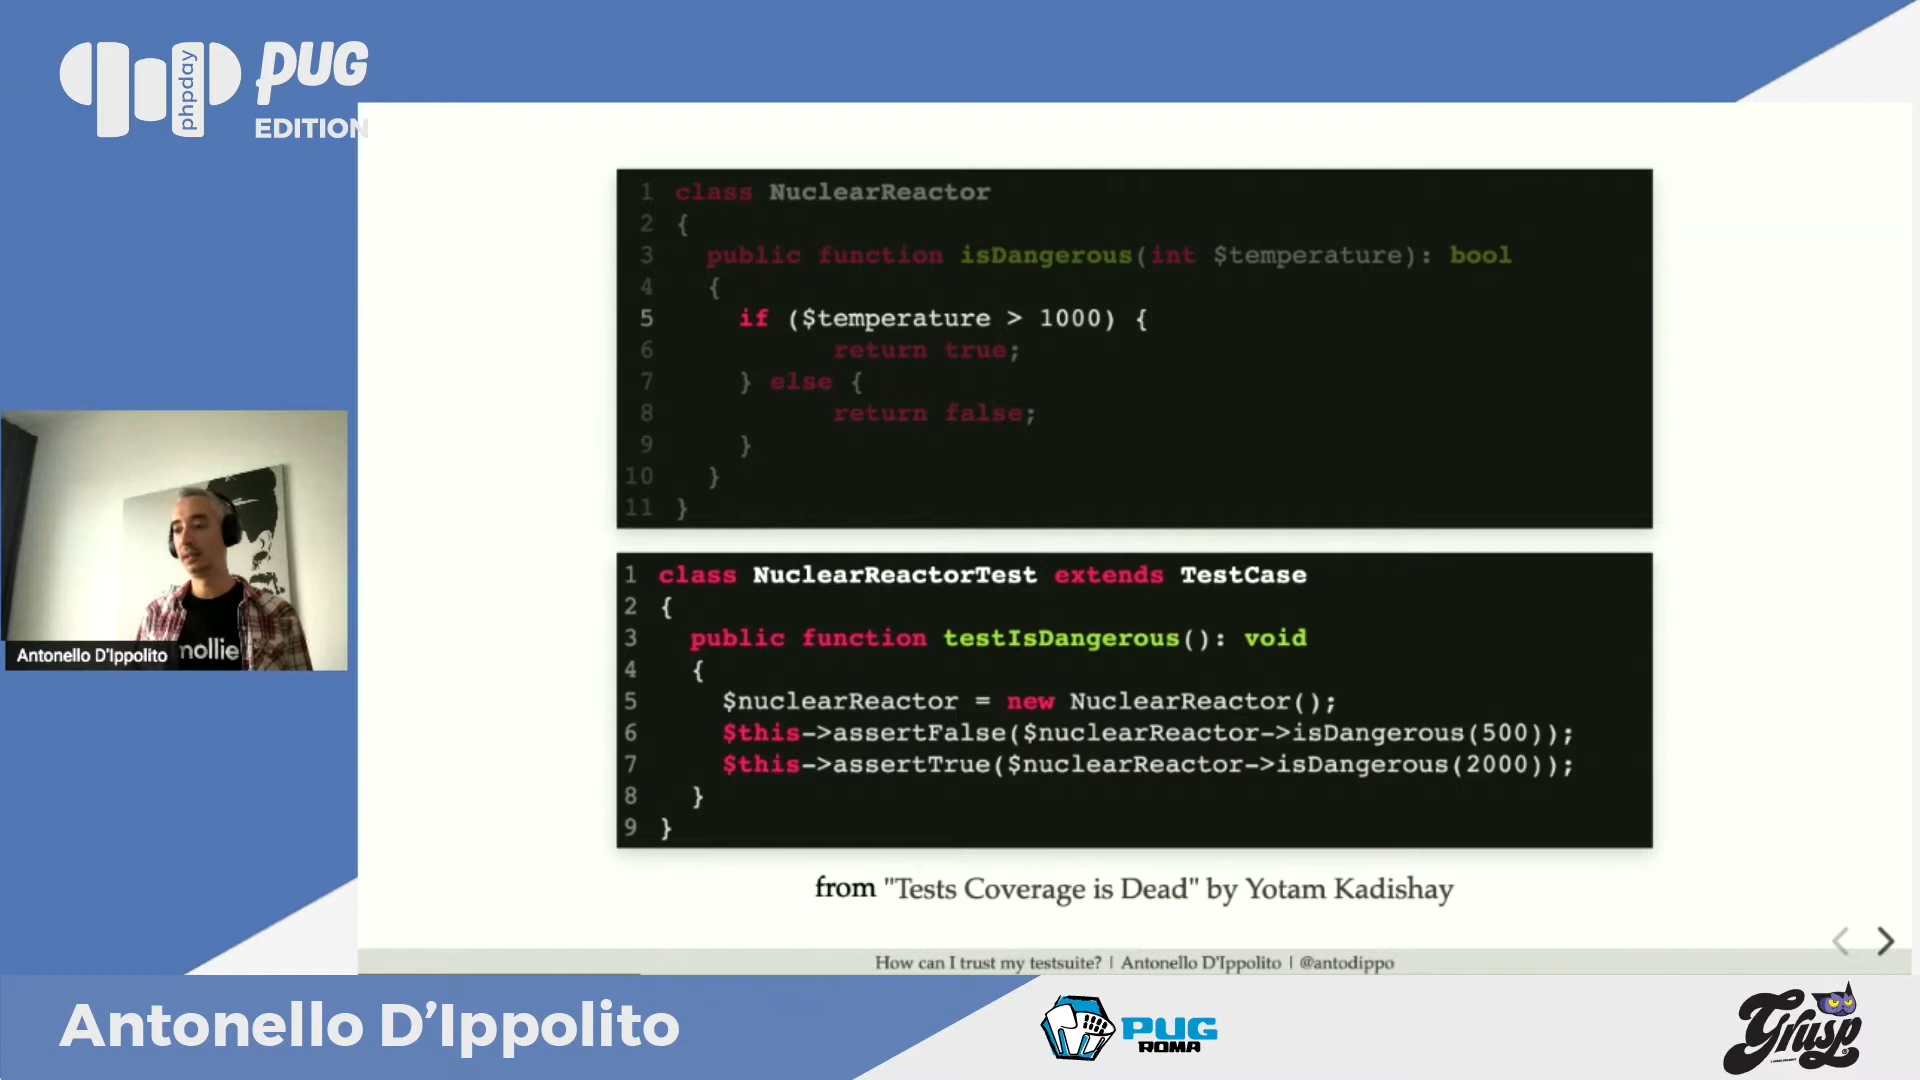 phpday
PUG
EDITION
1 class NuclearReactor
2 {
3 public function isDangerous(int $temperature): bool
4 {
5 if ($temperature > 1000) {
6 return true;
7 } else {
8 return false;
9 }
10 }
11 }
1 class NuclearReactorTest extends TestCase
2 {
3 public function testIsDangerous(): void
4 {
5 $nuclearReactor = new NuclearReactor();
6 $this->assertFalse($nuclearReactor->isDangerous(500));
7 $this->assertTrue($nuclearReactor->isDangerous(2000));
8 }
9 }
from "Tests Coverage is Dead" by Yotam Kadishay
How can I trust my testsuite? | Antonello D'Ippolito | @antodippo
mollie
Antonello D'Ippolito
Antonello D'Ippolito
PUG
ROMA
Grusp